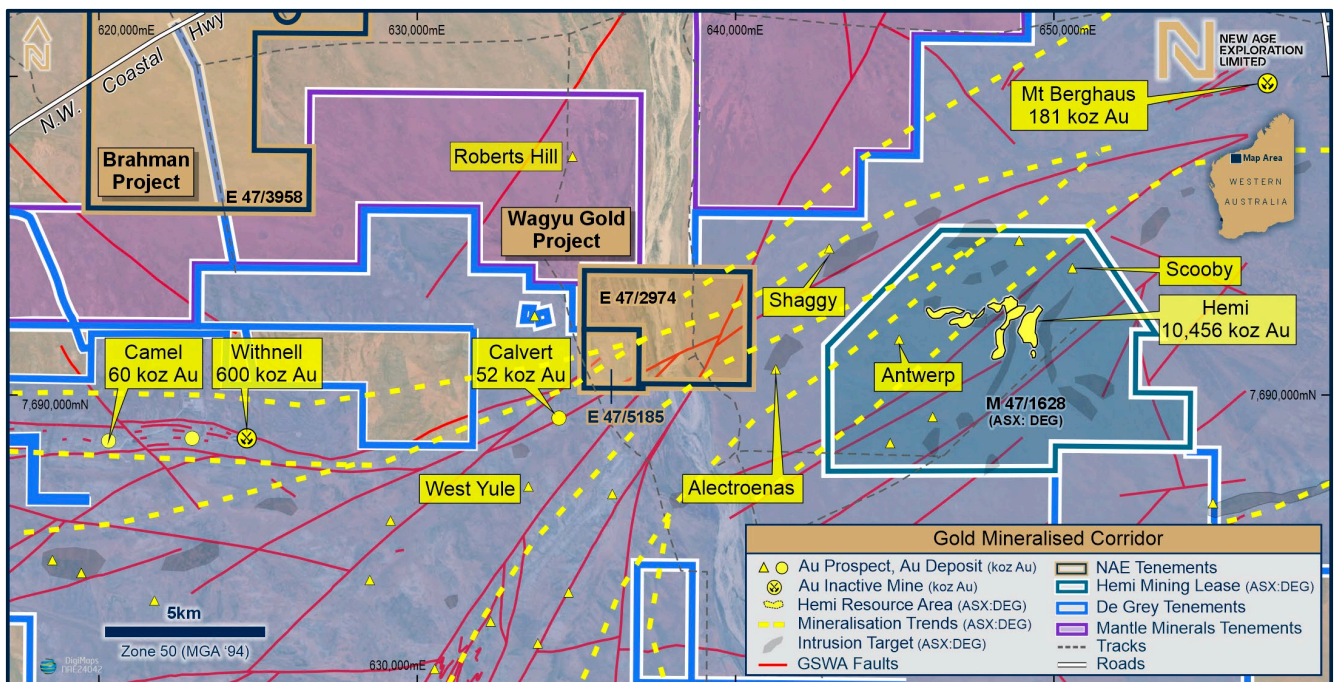 620,000mE
630,000mE
640,000mE
650,000mE
N
N.W. Coastal Hwy
N
NEW AGE
EXPLORATION
LIMITED
Mt Berghaus
181 koz Au
Map Area
WESTERN
AUSTRALIA
Brahman
Project
E 47/3958
Roberts Hill
Wagyu Gold
Project
E 47/2974
Shaggy
Scooby
Hemi
10,456 koz Au
Camel
60 koz Au
Withnell
600 koz Au
Calvert
52 koz Au
Antwerp
7,690,000mN
E 47/5185
M 47/1628
(ASX: DEG)
7,690,000mN
West Yule
Alectroenas
Gold Mineralised Corridor
Au Prospect, Au Deposit (koz Au)
Au Inactive Mine (koz Au)
Hemi Resource Area (ASX:DEG)
Mineralisation Trends (ASX:DEG)
Intrusion Target (ASX:DEG)
GSWA Faults
NAE Tenements
Hemi Mining Lease (ASX:DEG)
De Grey Tenements
Mantle Minerals Tenements
Tracks
Roads
5km
Zone 50 (MGA '94)
DigiMaps
630,000mE